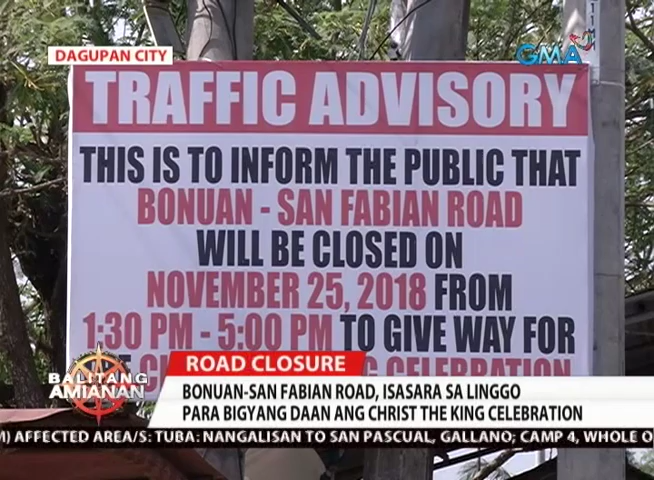 DAGUPAN CITY
GMA
TRAFFIC ADVISORY
THIS IS TO INFORM THE PUBLIC THAT
BONUAN - SAN FABIAN ROAD
WILL BE CLOSED ON
NOVEMBER 25, 2018 FROM
1:30 PM - 5:00 PM TO GIVE WAY FOR
CELEBRATION
ROAD CLOSURE
BALITANG
AMIANAN
BONUAN-SAN FABIAN ROAD, ISASARA SA LINGGO
PARA BIGYANG DAAN ANG CHRIST THE KING CELEBRATION
M) AFFECTED AREA/S: TUBA: NANGALISAN TO SAN PASCUAL, GALLANO; CAMP 4, WHOLE O